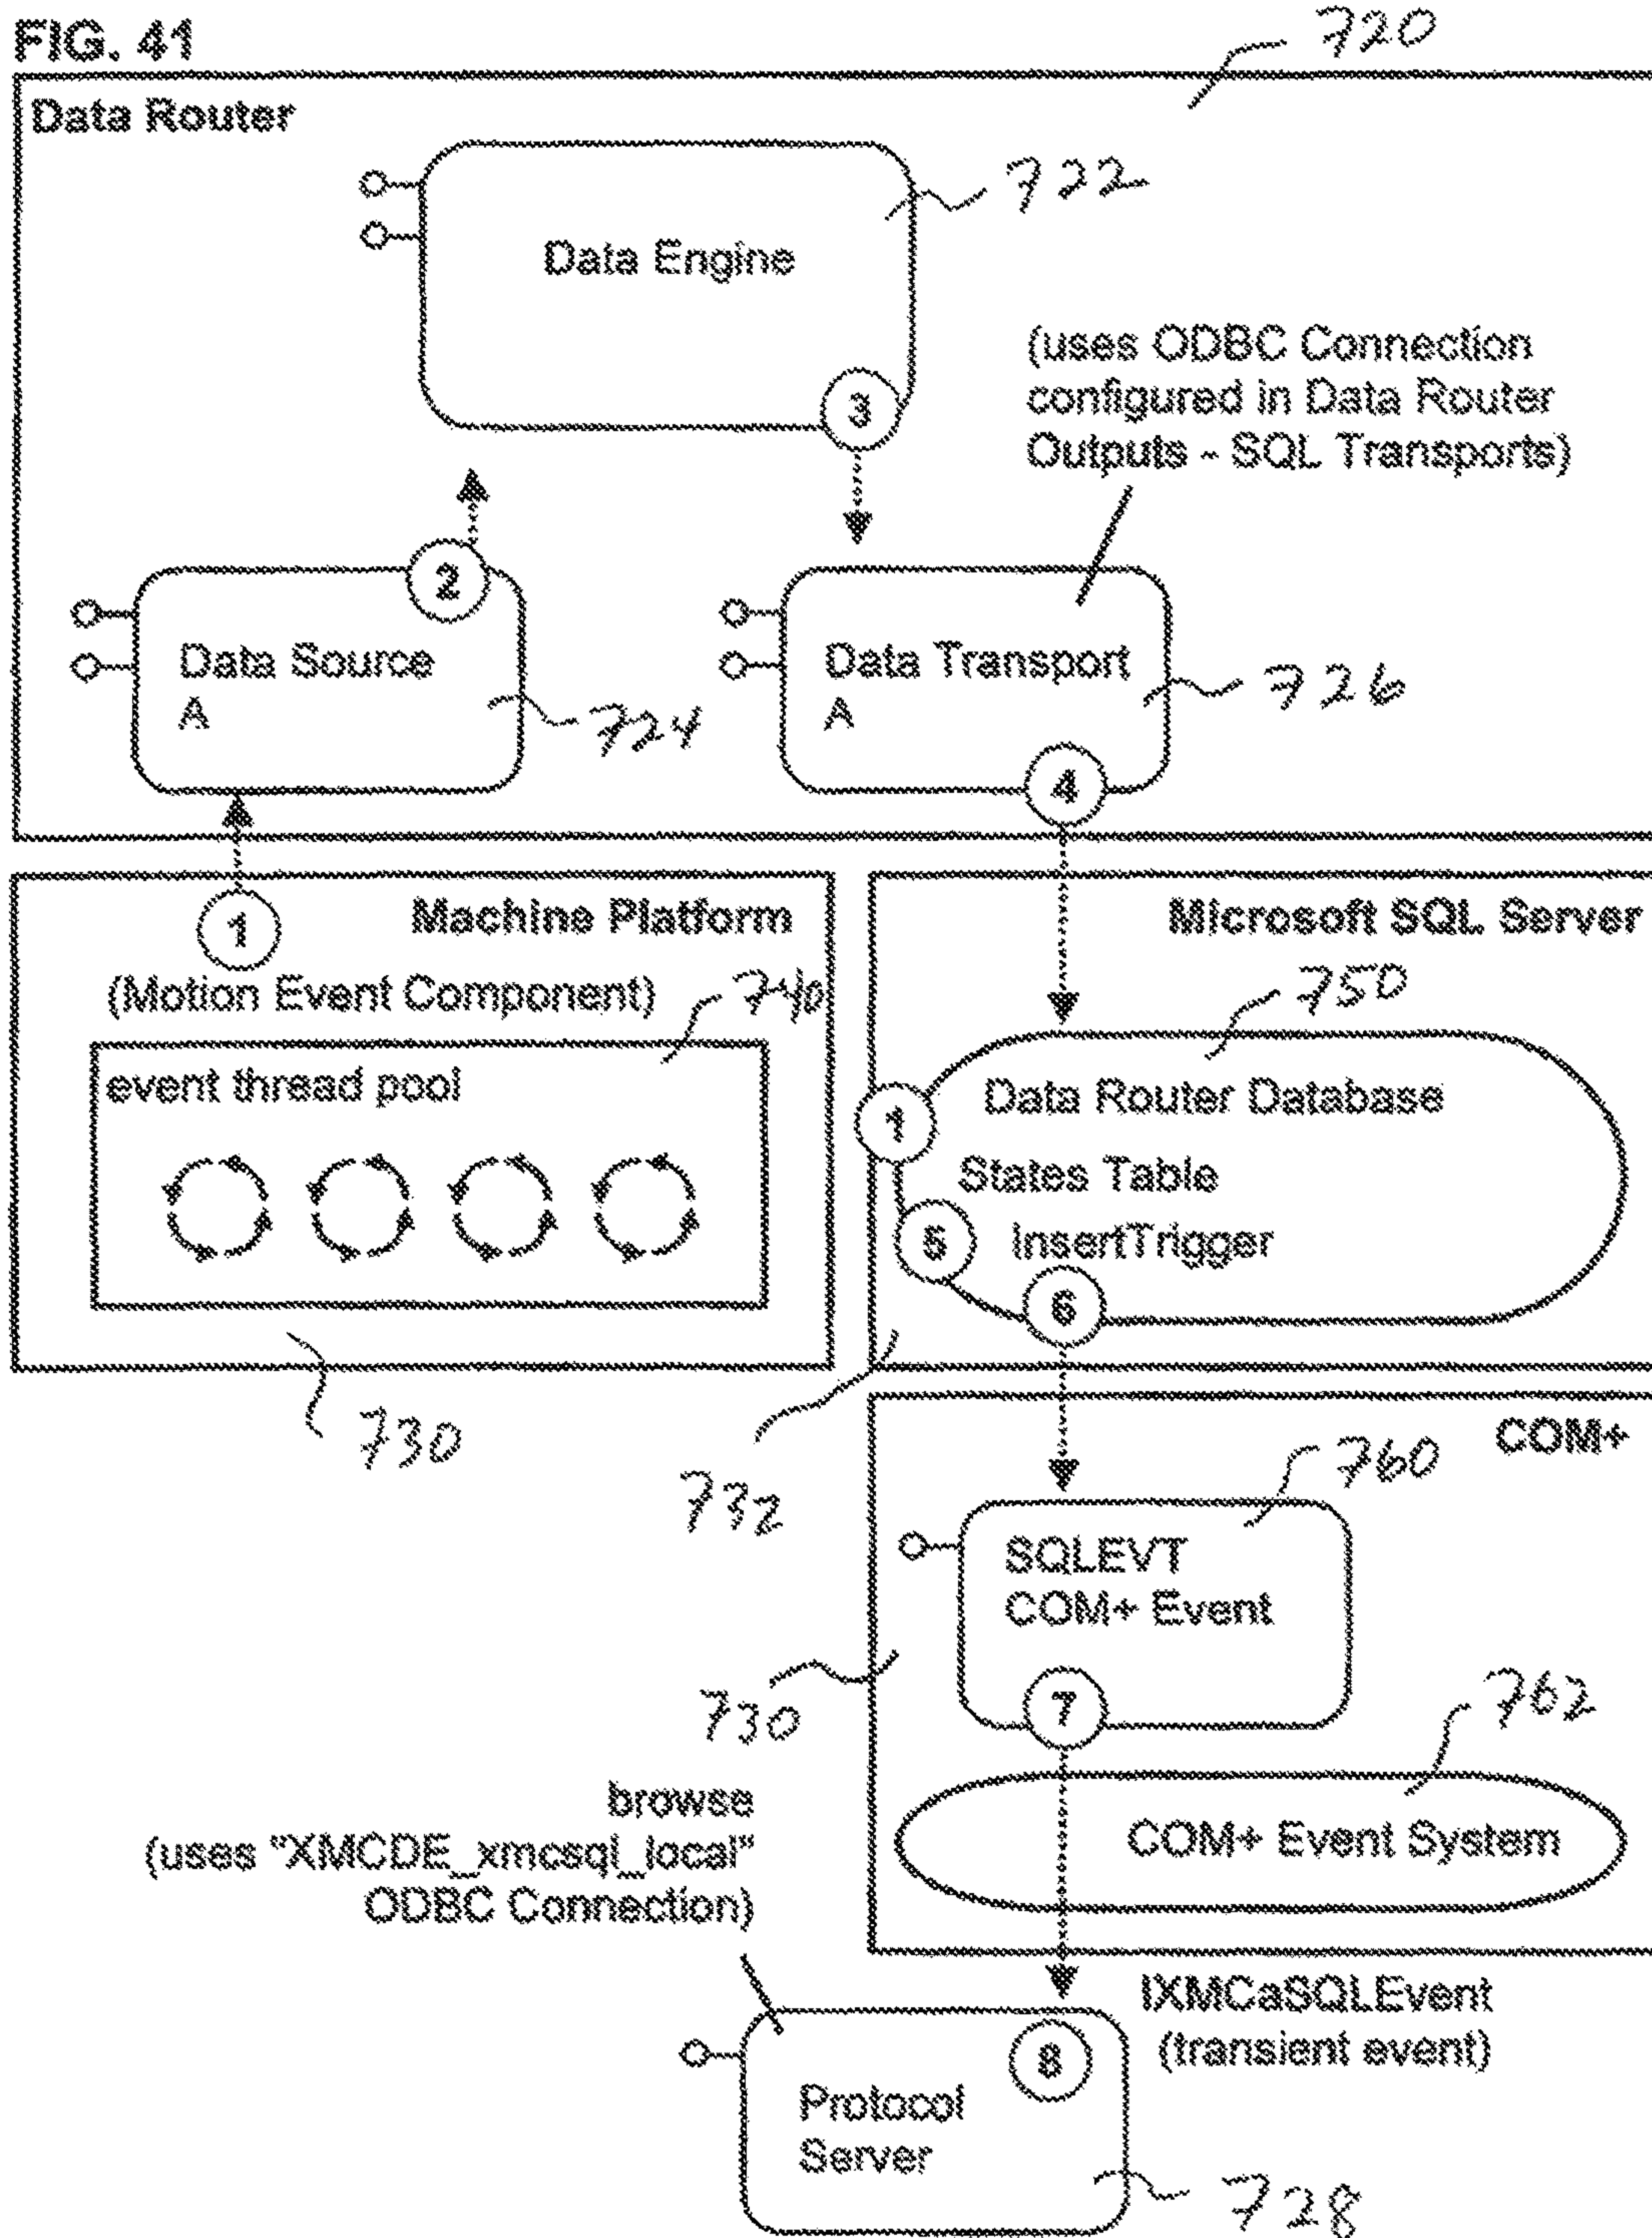 FIG. 41
720
Data Router
722
Data Engine
(uses ODBC Connection
configured in Data Router
Outputs - SQL Transports)
3
2
Data Source
A
724
Data Transport
A
726
4
1
Machine Platform
(Motion Event Component)
740
event thread pool
730
Microsoft SQL Server
750
1
Data Router Database
States Table
5
InsertTrigger
6
732
COM+
760
SQLEVT
COM+ Event
730
7
762
COM+ Event System
browse
(uses "XMCDE_xmcsql_local"
ODBC Connection)
IXMCaSQLEvent
(transient event)
8
Protocol
Server
728